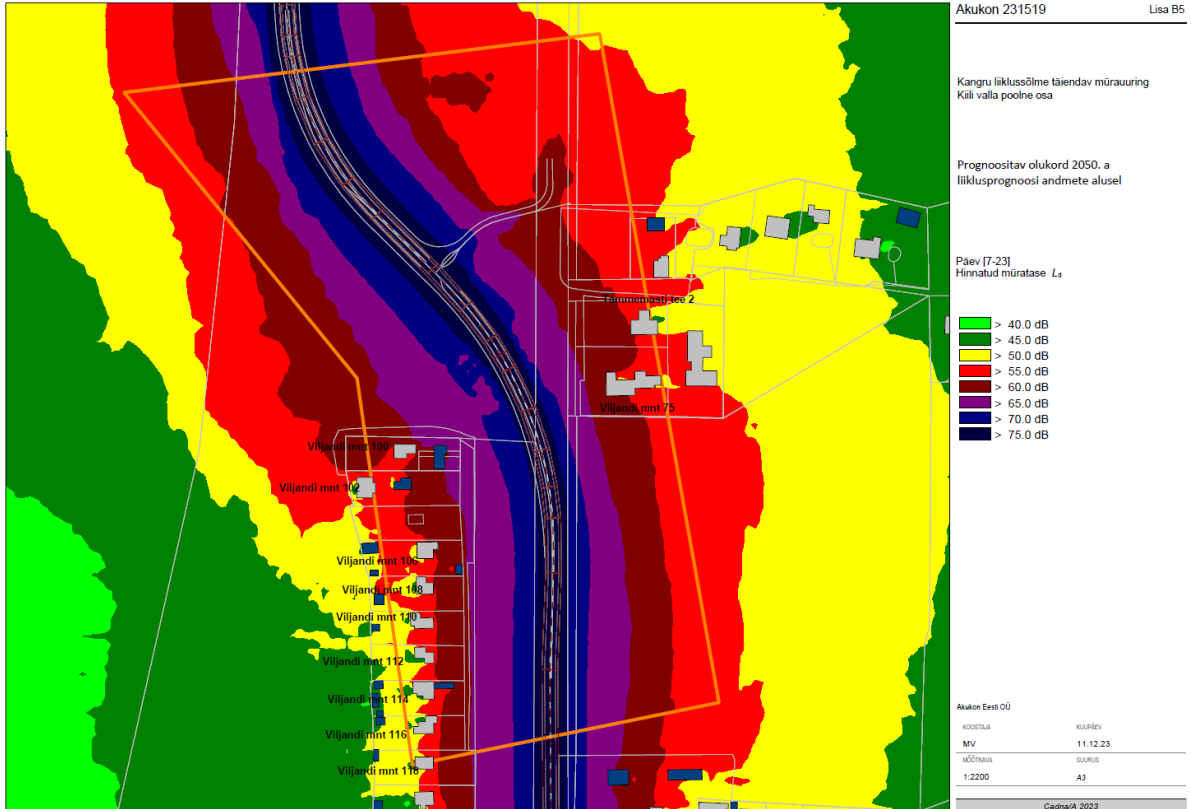 Akukon 231519
Lisa B5
Kangru liiklussõlme täiendav mürauuring
Kiili valla poolne osa
Prognoositav olukord 2050. a
liiklusprognoosi andmete alusel
Päev [7-23]
Hinnatud müratase Ld
> 40.0 dB
> 45.0 dB
> 50.0 dB
> 55.0 dB
> 60.0 dB
> 65.0 dB
> 70.0 dB
> 75.0 dB
tee 2
Viljandi mnt 75
Viljandi mnt 100
Viljandi mnt 102
Viljandi mnt 106
Viljandi mnt 108
Viljandi mnt 110
Viljandi mnt 112
Viljandi mnt 114
Viljandi mnt 116
Viljandi mnt 118
Akukon Eesti OÜ
KOOSTAJA
KUUPÄEV
MV
11.12.23
MÕÕTKAVA
SUURUS
1:2200
A3
CadnaA 2023